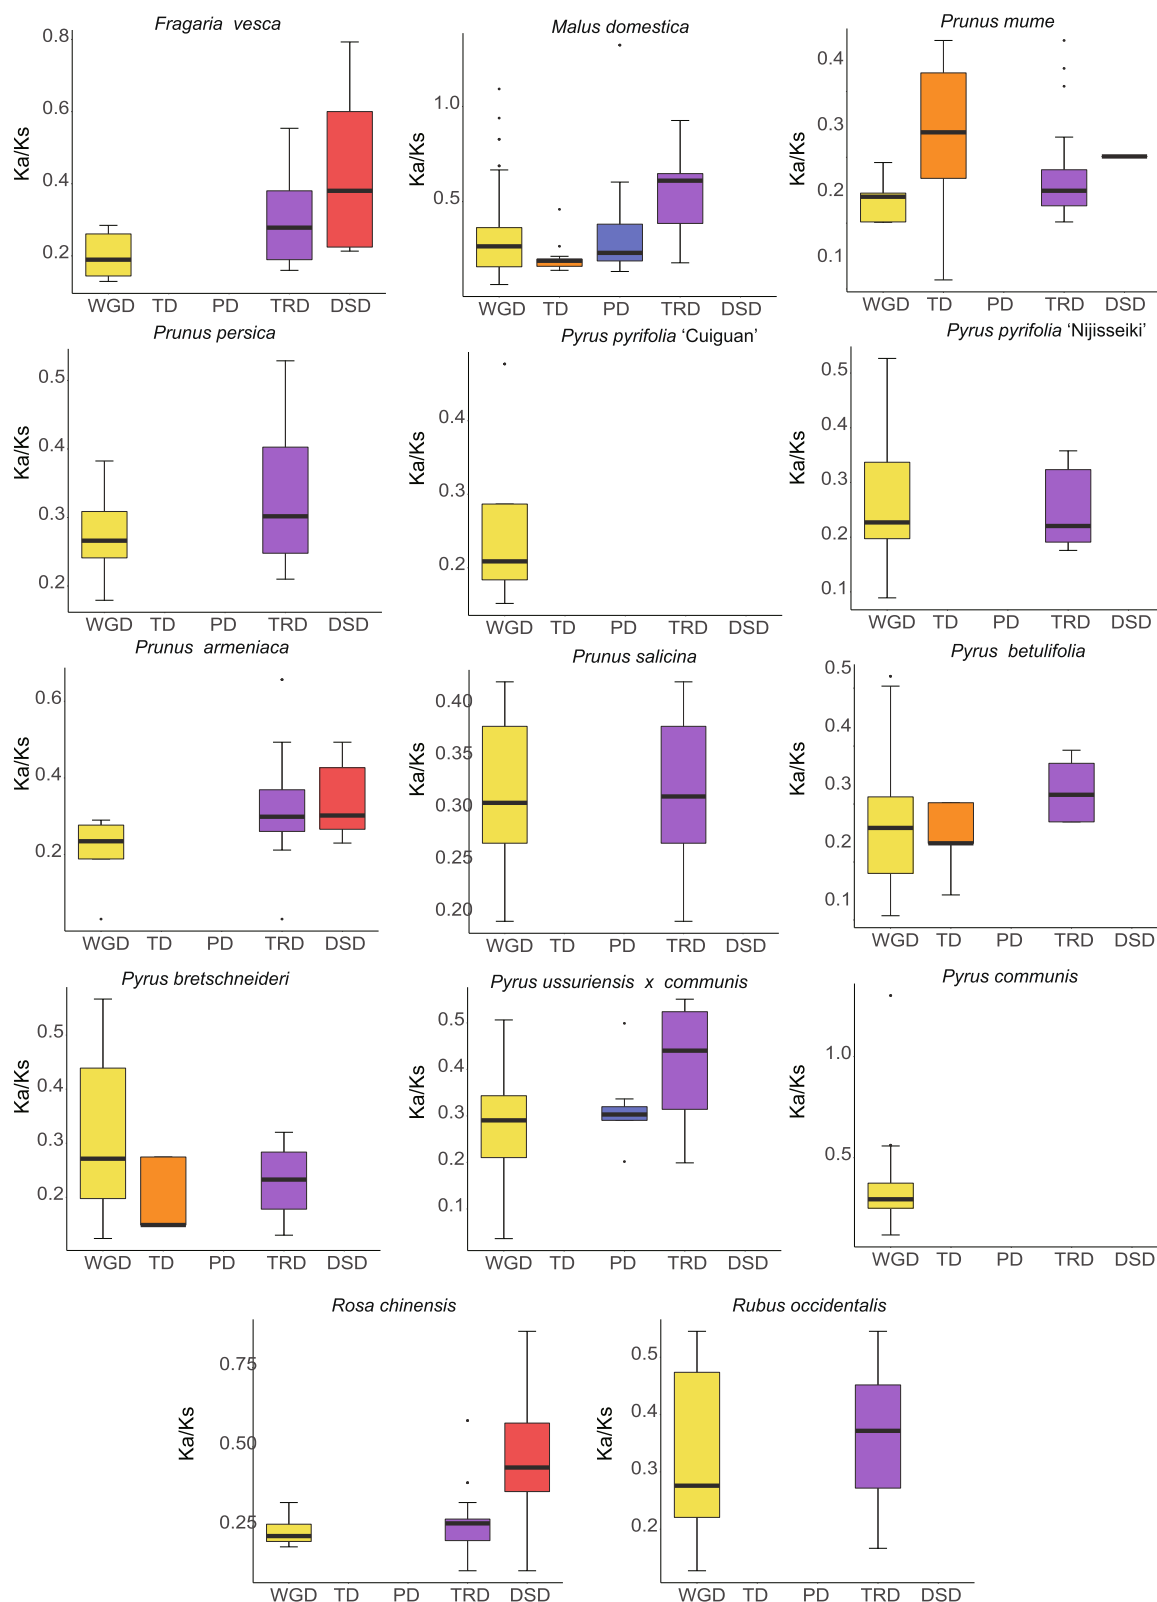 Fragaria vesca
Ka/Ks
0.8
0.6
0.4
0.2
WGD TD PD TRD DSD
Malus domestica
Ka/Ks
1.0
0.5
WGD TD PD TRD DSD
Prunus mume
Ka/Ks
0.4
0.3
0.2
0.1
WGD TD PD TRD DSD
Prunus persica
Ka/Ks
0.5
0.4
0.3
0.2
WGD TD PD TRD DSD
Pyrus pyrifolia ‘Cuiguan’
Ka/Ks
0.4
0.3
0.2
WGD TD PD TRD DSD
Pyrus pyrifolia ‘Nijisseiki’
Ka/Ks
0.5
0.4
0.3
0.2
0.1
WGD TD PD TRD DSD
Prunus armeniaca
Ka/Ks
0.6
0.4
0.2
WGD TD PD TRD DSD
Prunus salicina
Ka/Ks
0.40
0.35
0.30
0.25
0.20
WGD TD PD TRD DSD
Pyrus betulifolia
Ka/Ks
0.5
0.3
0.2
0.1
WGD TD PD TRD DSD
Pyrus bretschneideri
Ka/Ks
0.5
0.4
0.3
0.2
WGD TD PD TRD DSD
Pyrus ussuriensis x communis
Ka/Ks
0.5
0.4
0.3
0.2
0.1
WGD TD PD TRD DSD
Pyrus communis
Ka/Ks
1.0
0.5
WGD TD PD TRD DSD
Rosa chinensis
Ka/Ks
0.75
0.50
0.25
WGD TD PD TRD DSD
Rubus occidentalis
Ka/Ks
0.5
0.4
0.3
0.2
WGD TD PD TRD DSD